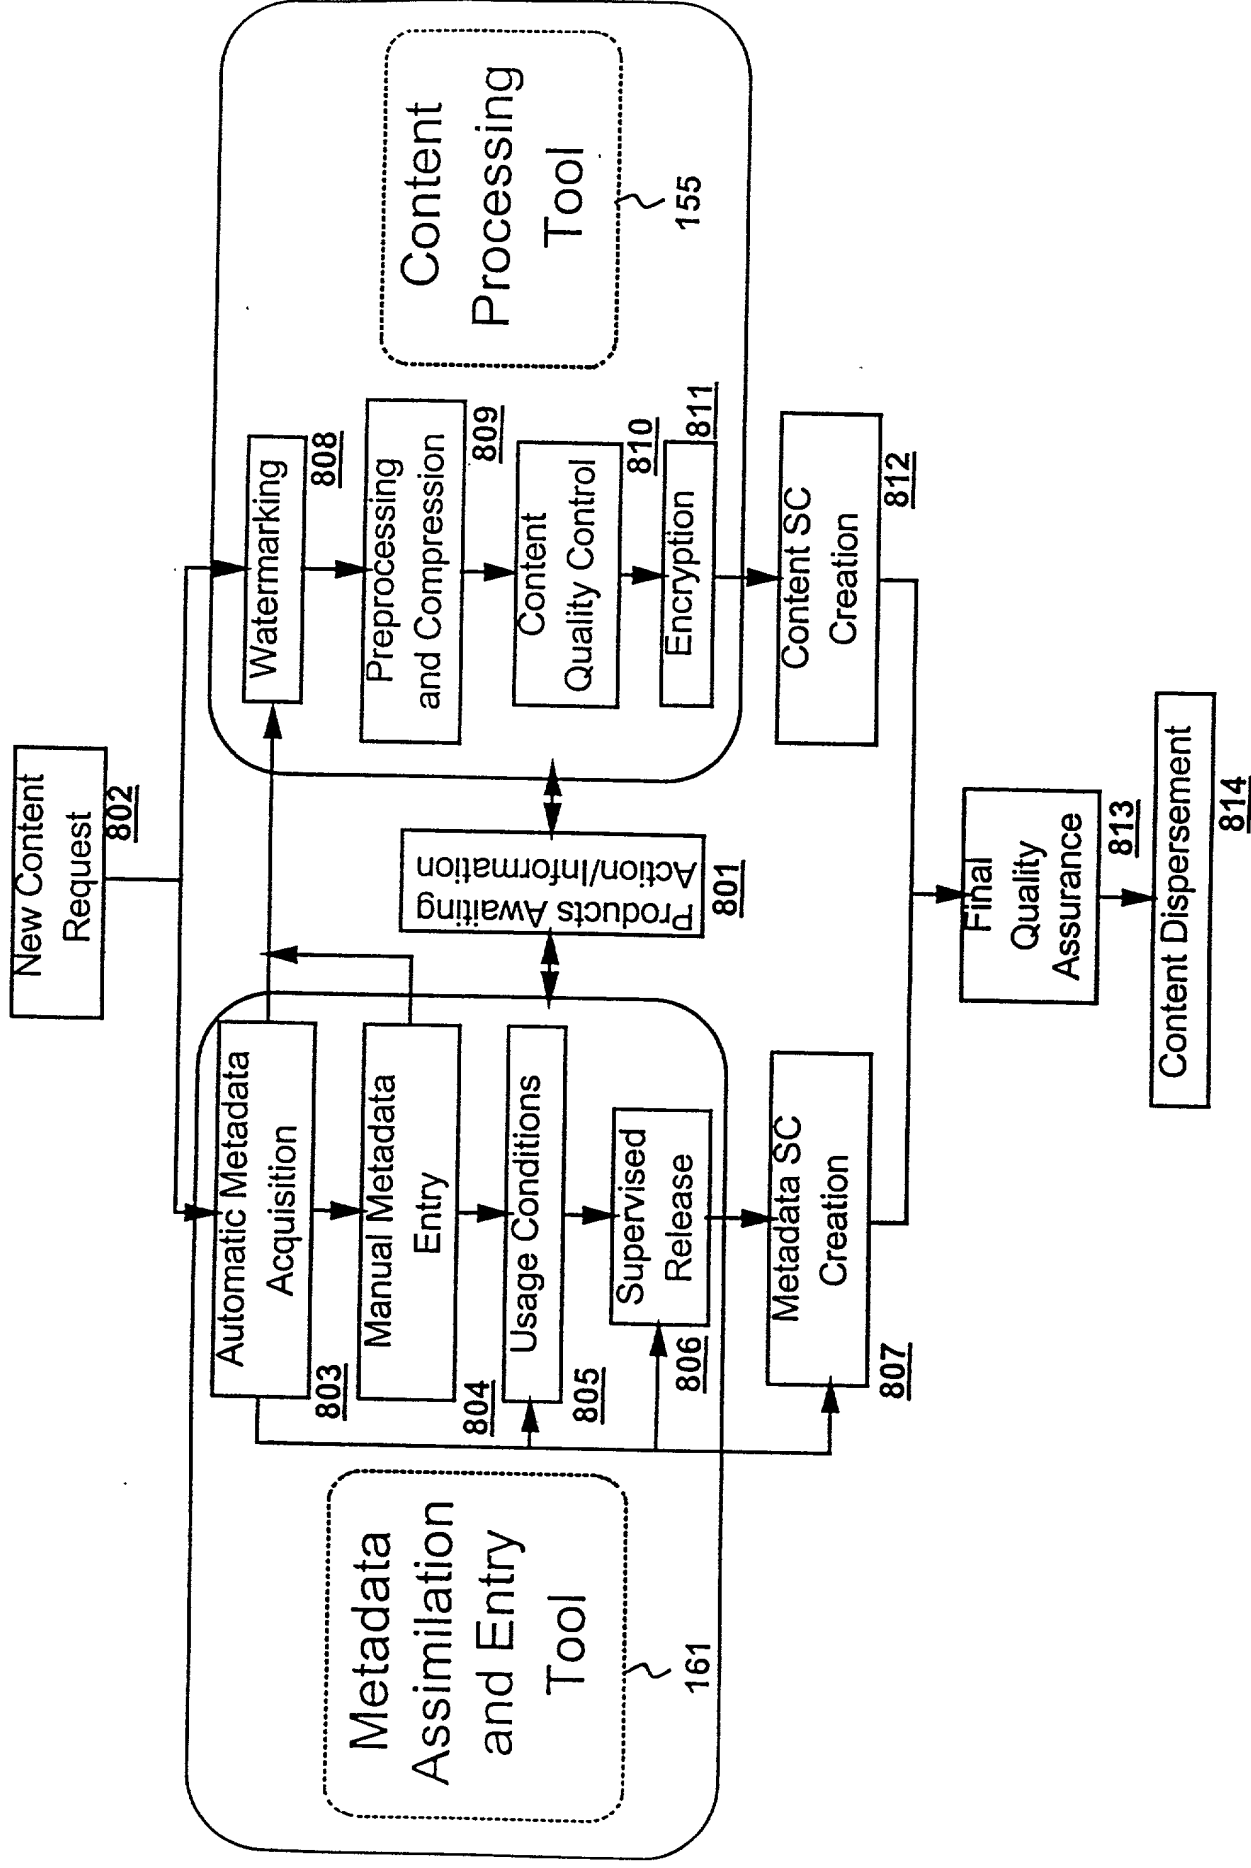 New Content
Request
802
Automatic Metadata
Acquisition
803
Manual Metadata
Entry
804
Usage Conditions
805
Supervised
Release
806
Metadata SC
Creation
807
Metadata
Assimilation
and Entry
Tool
161
Products Awaiting
Action/Information
801
Watermarking
808
Preprocessing
and Compression
809
Content
Quality Control
810
Encryption
811
Content SC
Creation
812
Content
Processing
Tool
155
Final
Quality
Assurance
813
Content Dispersement
814